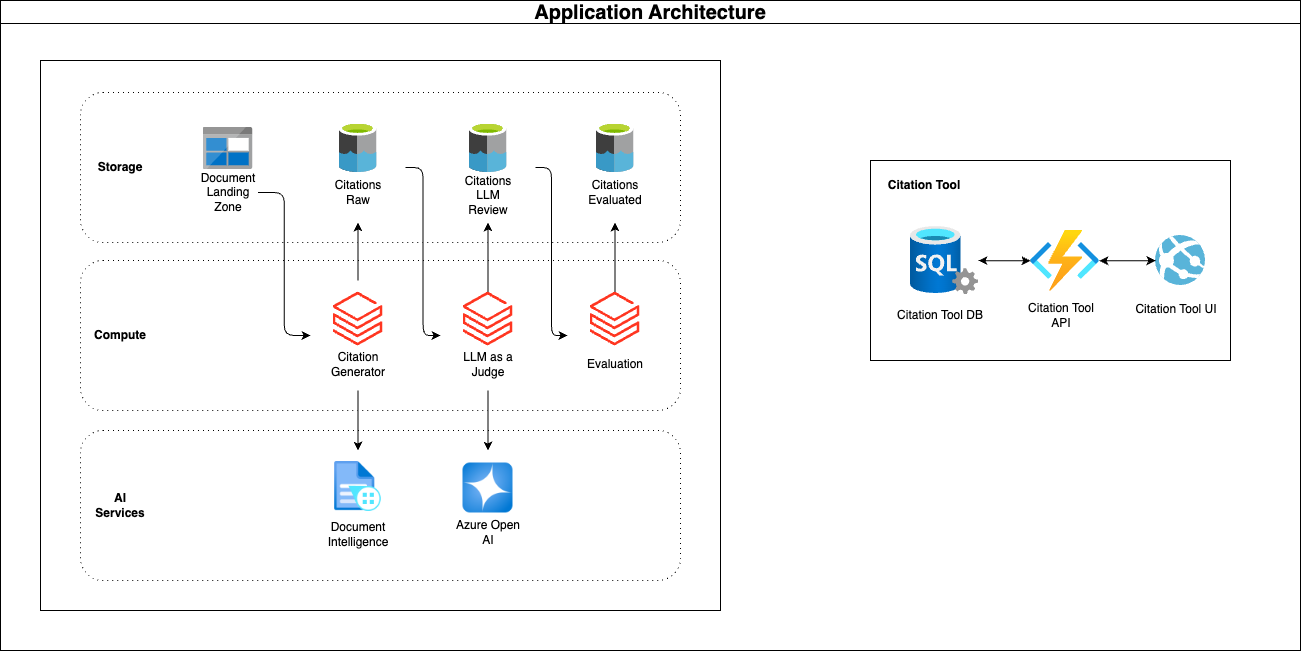 Application Architecture
Storage
Document
Landing
Zone
Citations
Raw
Citations
LLM
Review
Citations
Evaluated
Compute
Citation
Generator
LLM as a
Judge
Evaluation
AI
Services
Document
Intelligence
Azure Open
AI
Citation Tool
SQL
Citation Tool DB
Citation Tool
API
Citation Tool UI